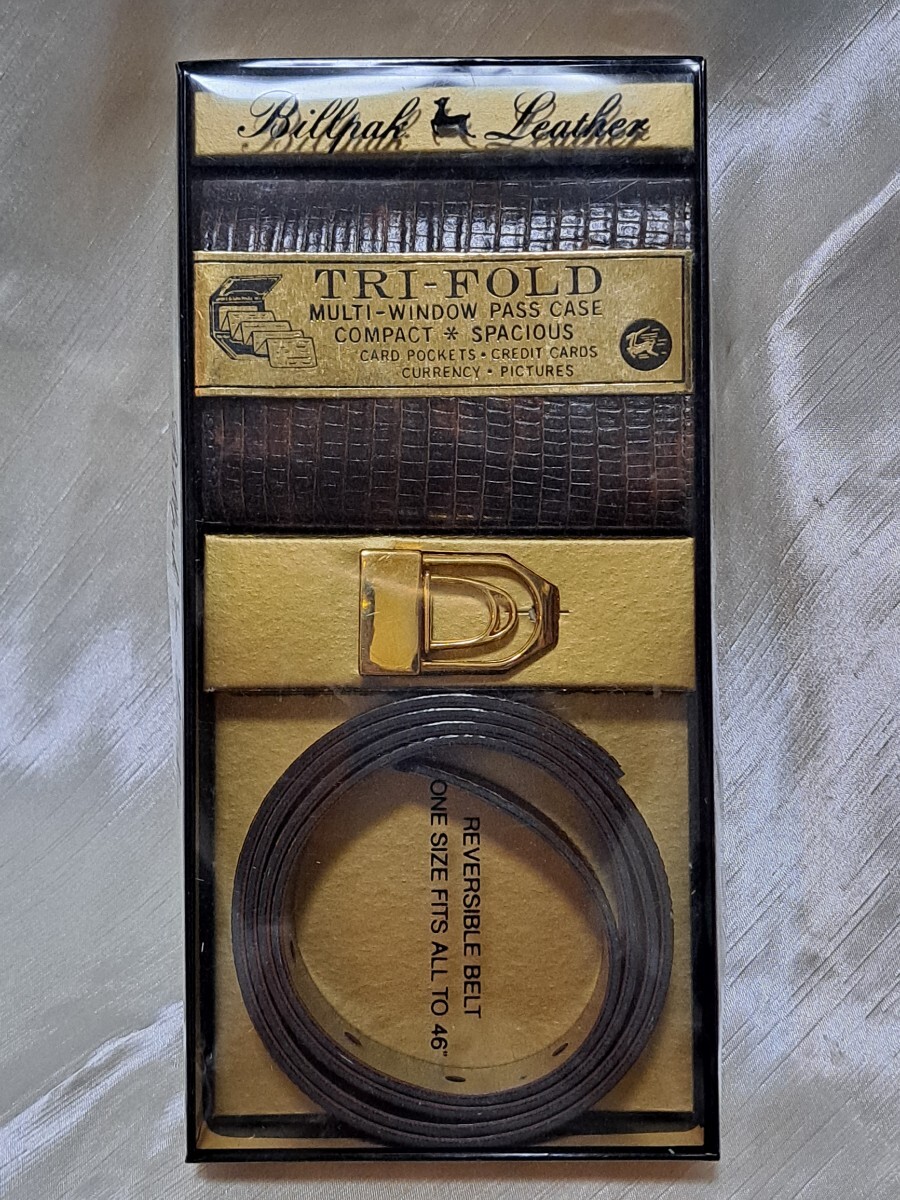 Billpak Leather
TRI-FOLD
MULTI-WINDOW PASS CASE
COMPACT * SPACIOUS
CARD POCKETS • CREDIT CARDS
CURRENCY • PICTURES
REVERSIBLE BELT
ONE SIZE FITS ALL TO 46"